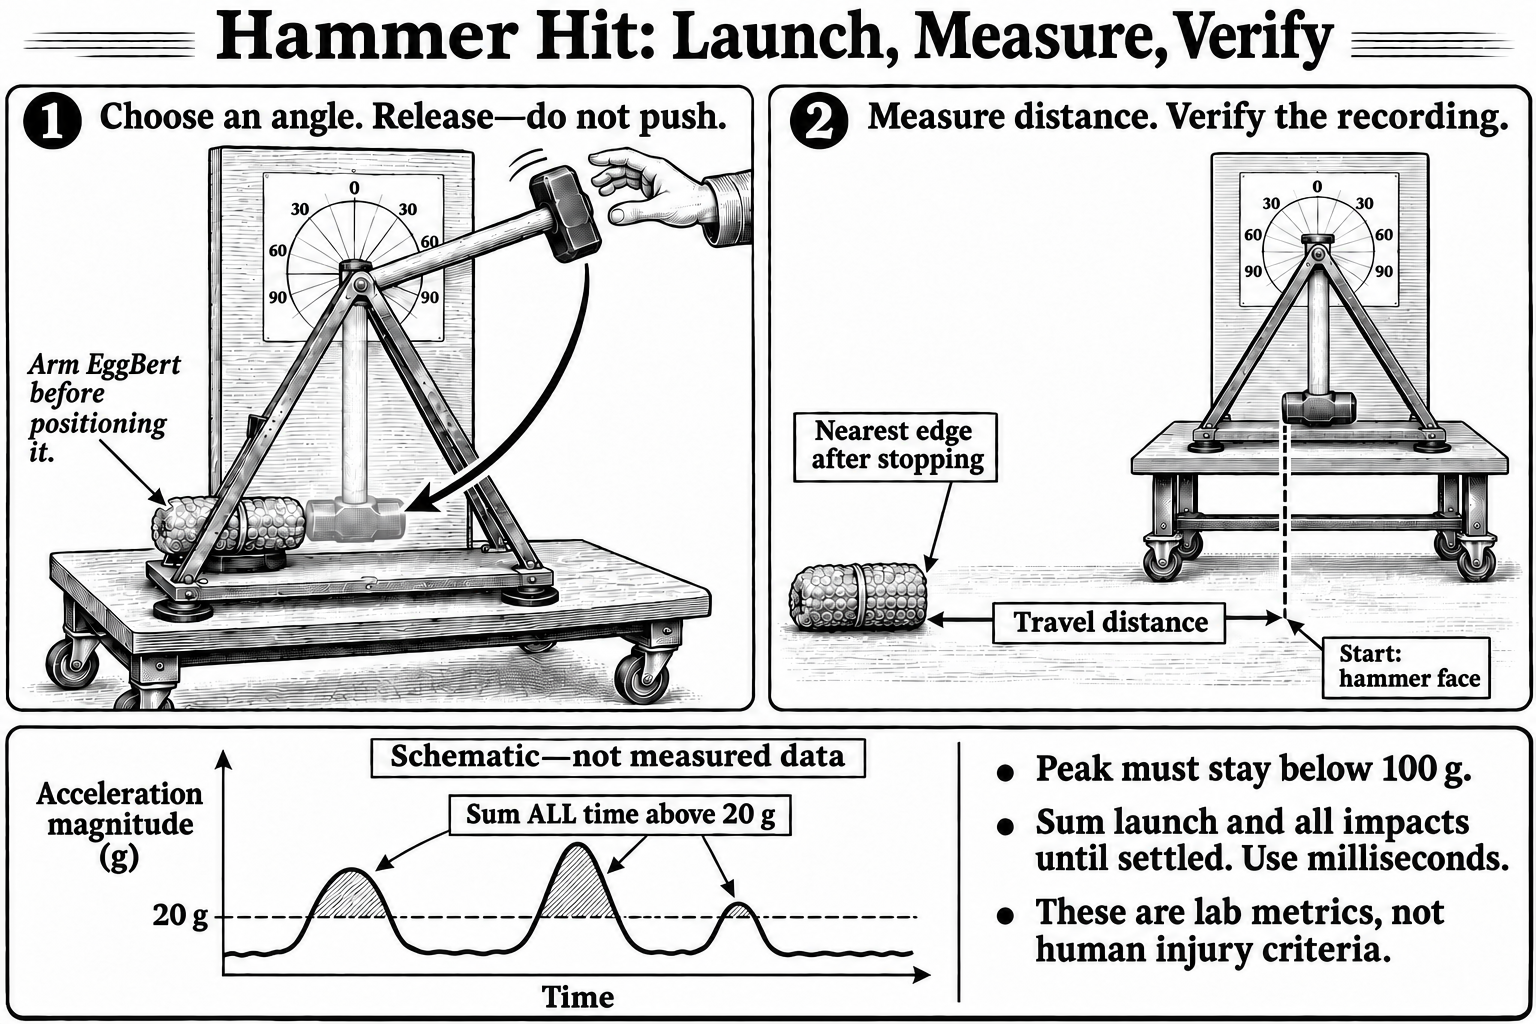 Hammer Hit: Launch, Measure, Verify
1 Choose an angle. Release—do not push.
0
30 30
60 60
90 90
Arm EggBert
before
positioning
it.
2 Measure distance. Verify the recording.
0
30 30
60 60
90 90
Nearest edge
after stopping
Travel distance
Start:
hammer face
Schematic—not measured data
Acceleration
magnitude
(g)
Sum ALL time above 20 g
20 g
Time
• Peak must stay below 100 g.
• Sum launch and all impacts
until settled. Use milliseconds.
• These are lab metrics, not
human injury criteria.